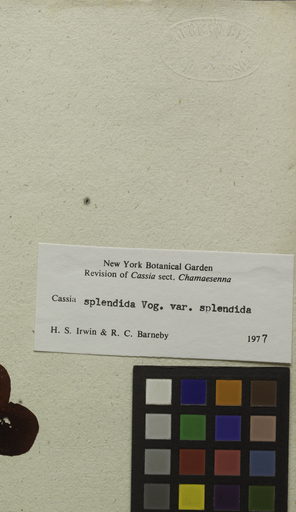 New York Botanical Garden
Revision of Cassia sect. Chamaesenna
Cassia splendida Vog. var. splendida
H. S. Irwin & R. C. Barneby 1977